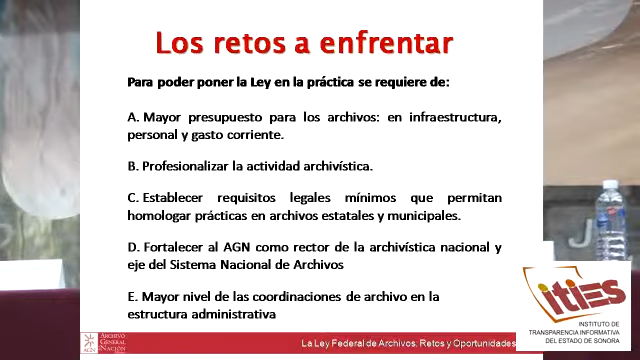 Los retos a enfrentar
Para poder poner la Ley en la práctica se requiere de:
A. Mayor presupuesto para los archivos: en infraestructura,
personal y gasto corriente.
B. Profesionalizar la actividad archivística.
C. Establecer requisitos legales mínimos que permitan
homologar prácticas en archivos estatales y municipales.
D. Fortalecer al AGN como rector de la archivística nacional y
eje del Sistema Nacional de Archivos
E. Mayor nivel de las coordinaciones de archivo en la
estructura administrativa
AGN
ARCHIVO
GENERAL
NACIÓN
La Ley Federal de Archivos: Retos y Oportunidades
ities
INSTITUTO DE
TRANSPARENCIA INFORMATIVA
DEL ESTADO DE SONORA